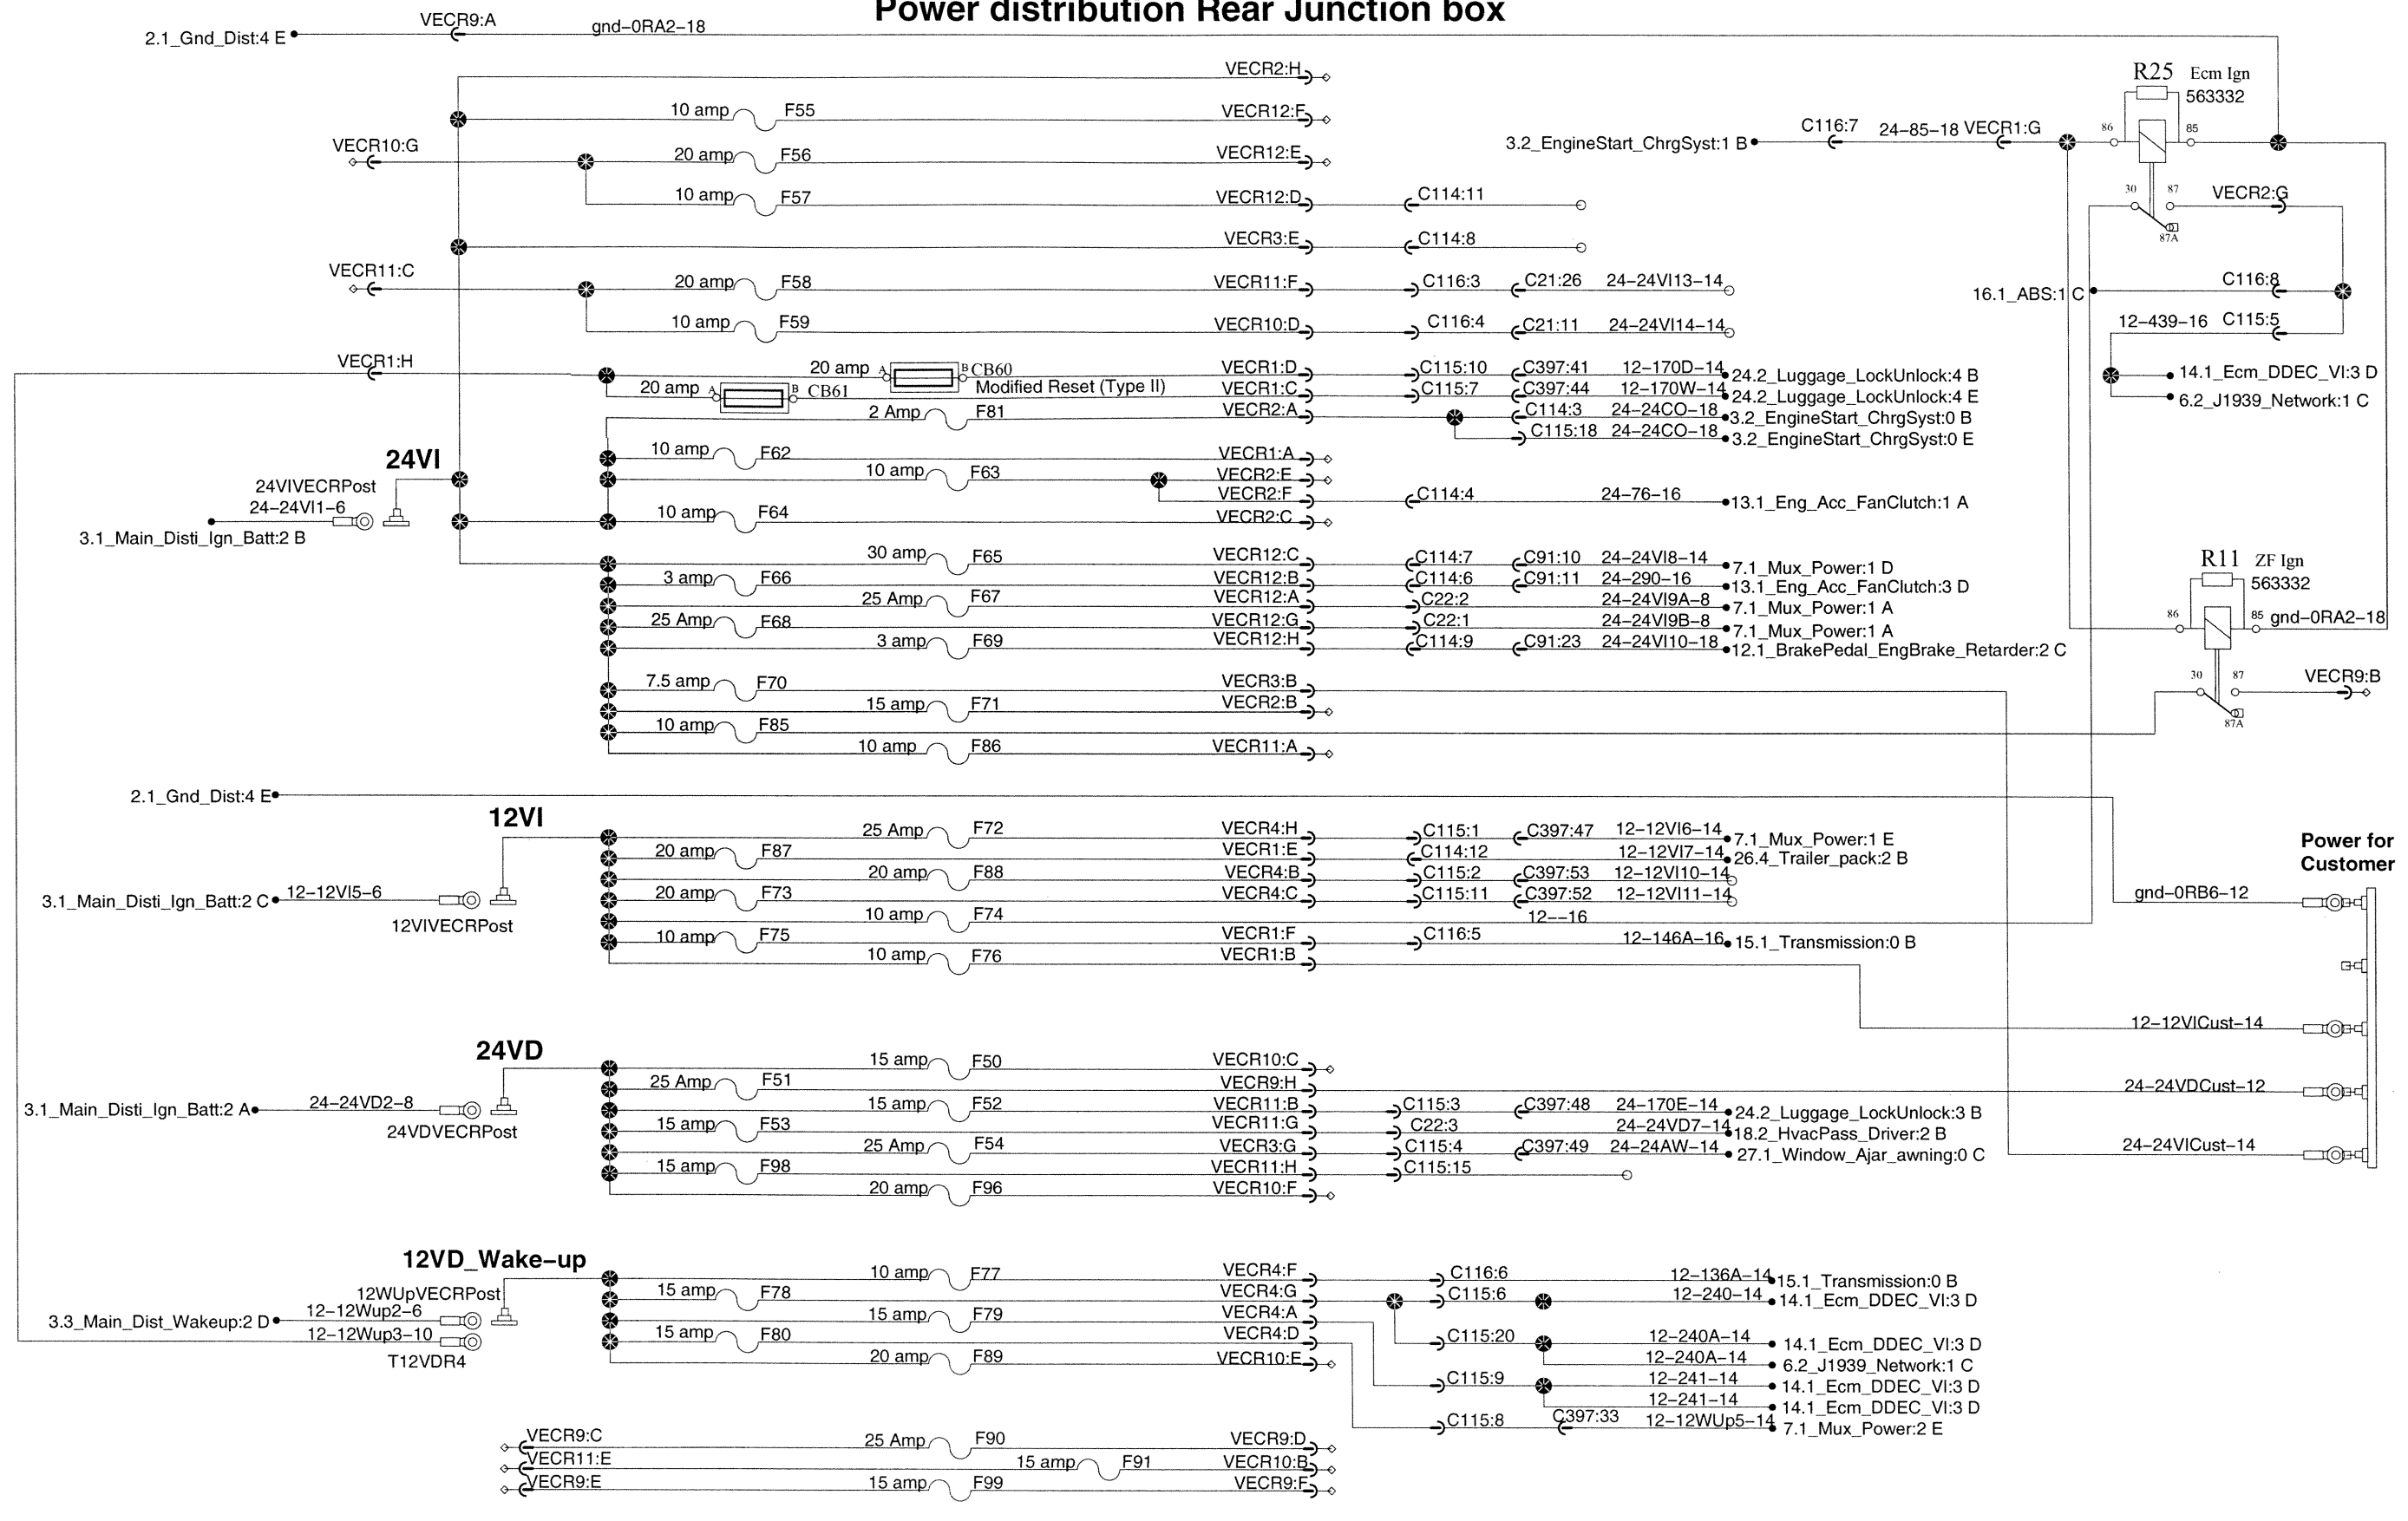 Power distribution Rear Junction box
2.1_Gnd_Dist:4 E VECR9:A gnd-0RA2-18
VECR2:H
10 amp F55 VECR12:F
VECR10:G 20 amp F56 VECR12:E
10 amp F57 VECR12:D C114:11
VECR3:E C114:8
VECR11:C 20 amp F58 VECR11:F C116:3 C21:26 24-24VI13-14
10 amp F59 VECR10:D C116:4 C21:11 24-24VI14-14
VECR1:H 20 amp A B CB60 VECR1:D C115:10 C397:41 12-170D-14 24.2_Luggage_LockUnlock:4 B
Modified Reset (Type II)
20 amp A B CB61 VECR1:C C115:7 C397:44 12-170W-14 24.2_Luggage_LockUnlock:4 E
2 Amp F81 VECR2:A C114:3 24-24CO-18 3.2_EngineStart_ChrgSyst:0 B
C115:18 24-24CO-18 3.2_EngineStart_ChrgSyst:0 E
24VI
24VIVECRPost
24-24VI1-6
3.1_Main_Disti_Ign_Batt:2 B
10 amp F62 VECR1:A
10 amp F63 VECR2:E
VECR2:F C114:4 24-76-16 13.1_Eng_Acc_FanClutch:1 A
10 amp F64 VECR2:C
30 amp F65 VECR12:C C114:7 C91:10 24-24VI8-14 7.1_Mux_Power:1 D
3 amp F66 VECR12:B C114:6 C91:11 24-290-16 13.1_Eng_Acc_FanClutch:3 D
25 Amp F67 VECR12:A C22:2 24-24VI9A-8 7.1_Mux_Power:1 A
25 Amp F68 VECR12:G C22:1 24-24VI9B-8 7.1_Mux_Power:1 A
3 amp F69 VECR12:H C114:9 C91:23 24-24VI10-18 12.1_BrakePedal_EngBrake_Retarder:2 C
7.5 amp F70 VECR3:B
15 amp F71 VECR2:B
10 amp F85
10 amp F86 VECR11:A
R25 Ecm Ign
563332
3.2_EngineStart_ChrgSyst:1 B C116:7 24-85-18 VECR1:G 86 85
30 87 VECR2:G
87A
16.1_ABS:1 C C116:8
12-439-16 C115:5
14.1_Ecm_DDEC_VI:3 D
6.2_J1939_Network:1 C
R11 ZF Ign
563332
86 85 gnd-0RA2-18
30 87 VECR9:B
87A
2.1_Gnd_Dist:4 E
12VI
3.1_Main_Disti_Ign_Batt:2 C 12-12VI5-6
12VIVECRPost
25 Amp F72 VECR4:H C115:1 C397:47 12-12VI6-14 7.1_Mux_Power:1 E
20 amp F87 VECR1:E C114:12 12-12VI7-14 26.4_Trailer_pack:2 B
20 amp F88 VECR4:B C115:2 C397:53 12-12VI10-14
20 amp F73 VECR4:C C115:11 C397:52 12-12VI11-14
10 amp F74 12--16
10 amp F75 VECR1:F C116:5 12-146A-16 15.1_Transmission:0 B
10 amp F76 VECR1:B
Power for
Customer
gnd-0RB6-12
12-12VICust-14
24-24VDCust-12
24-24VICust-14
24VD
3.1_Main_Disti_Ign_Batt:2 A 24-24VD2-8
24VDVECRPost
15 amp F50 VECR10:C
25 Amp F51 VECR9:H
15 amp F52 VECR11:B C115:3 C397:48 24-170E-14 24.2_Luggage_LockUnlock:3 B
15 amp F53 VECR11:G C22:3 24-24VD7-14 18.2_HvacPass_Driver:2 B
25 Amp F54 VECR3:G C115:4 C397:49 24-24AW-14 27.1_Window_Ajar_awning:0 C
15 amp F98 VECR11:H C115:15
20 amp F96 VECR10:F
12VD_Wake-up
12WUpVECRPost
3.3_Main_Dist_Wakeup:2 D 12-12Wup2-6
12-12Wup3-10
T12VDR4
10 amp F77 VECR4:F C116:6 12-136A-14 15.1_Transmission:0 B
15 amp F78 VECR4:G C115:6 12-240-14 14.1_Ecm_DDEC_VI:3 D
15 amp F79 VECR4:A
15 amp F80 VECR4:D C115:20 12-240A-14 14.1_Ecm_DDEC_VI:3 D
20 amp F89 VECR10:E 12-240A-14 6.2_J1939_Network:1 C
C115:9 12-241-14 14.1_Ecm_DDEC_VI:3 D
12-241-14 14.1_Ecm_DDEC_VI:3 D
C115:8 C397:33 12-12WUp5-14 7.1_Mux_Power:2 E
VECR9:C 25 Amp F90 VECR9:D
VECR11:E 15 amp F91 VECR10:B
VECR9:E 15 amp F99 VECR9:F